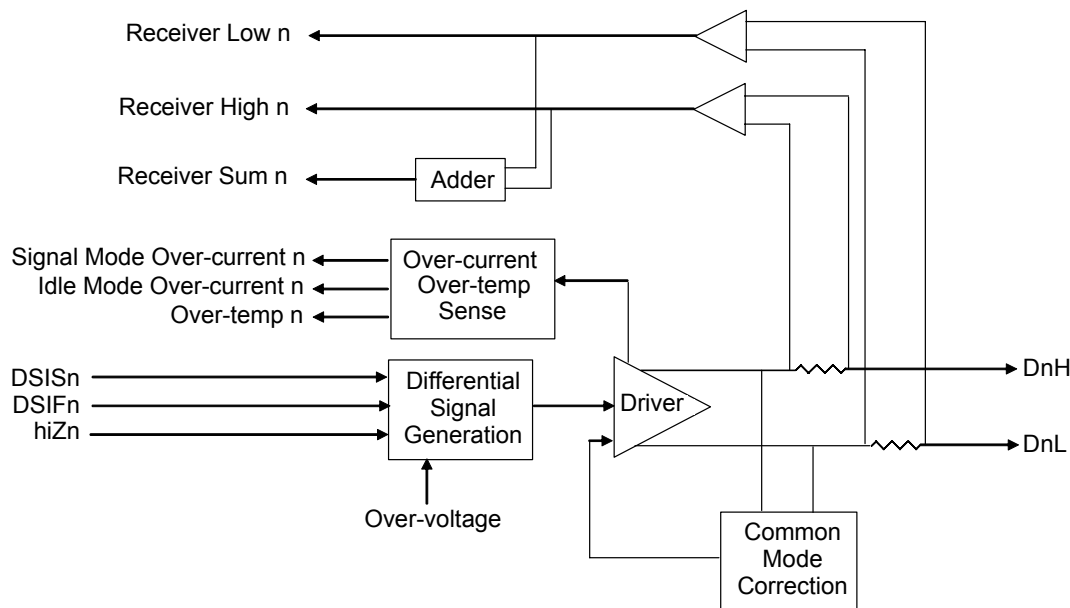 Receiver Low n
Receiver High n
Receiver Sum n
Adder
Signal Mode Over-current n
Idle Mode Over-current n
Over-temp n
Over-current
Over-temp
Sense
DSISn
DSIFn
hiZn
Differential
Signal
Generation
Driver
DnH
DnL
Over-voltage
Common
Mode
Correction